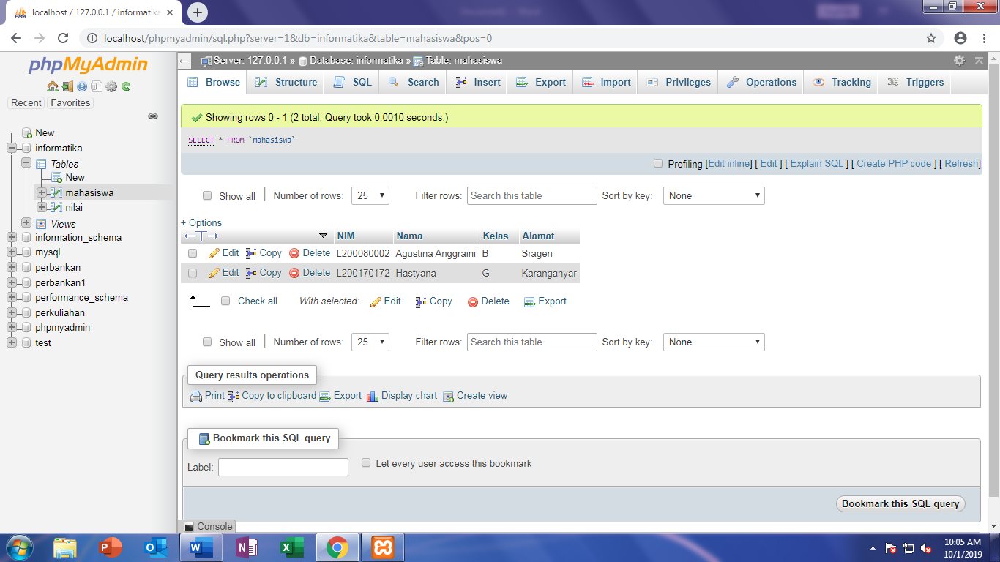 localhost / 127.0.0.1 / informatika
localhost/phpmyadmin/sql.php?server=1&db=informatika&table=mahasiswa&pos=0
phpMyAdmin
Recent Favorites
New
informatika
Tables
New
mahasiswa
nilai
Views
information_schema
mysql
perbankan
perbankan1
performance_schema
perkuliahan
phpmyadmin
test
Server: 127.0.0.1 » Database: informatika » Table: mahasiswa
Browse Structure SQL Search Insert Export Import Privileges Operations Tracking Triggers
Showing rows 0 - 1 (2 total, Query took 0.0010 seconds.)
SELECT * FROM `mahasiswa`
Profiling [Edit inline] [ Edit ] [ Explain SQL ] [ Create PHP code ] [ Refresh]
Show all | Number of rows: 25 Filter rows: Search this table Sort by key: None
+ Options
←T→ NIM Nama Kelas Alamat
Edit Copy Delete L200080002 Agustina Anggraini B Sragen
Edit Copy Delete L200170172 Hastyana G Karanganyar
Check all With selected: Edit Copy Delete Export
Show all | Number of rows: 25 Filter rows: Search this table Sort by key: None
Query results operations
Print Copy to clipboard Export Display chart Create view
Bookmark this SQL query
Label: Let every user access this bookmark
Bookmark this SQL query
Console
10:05 AM
10/1/2019